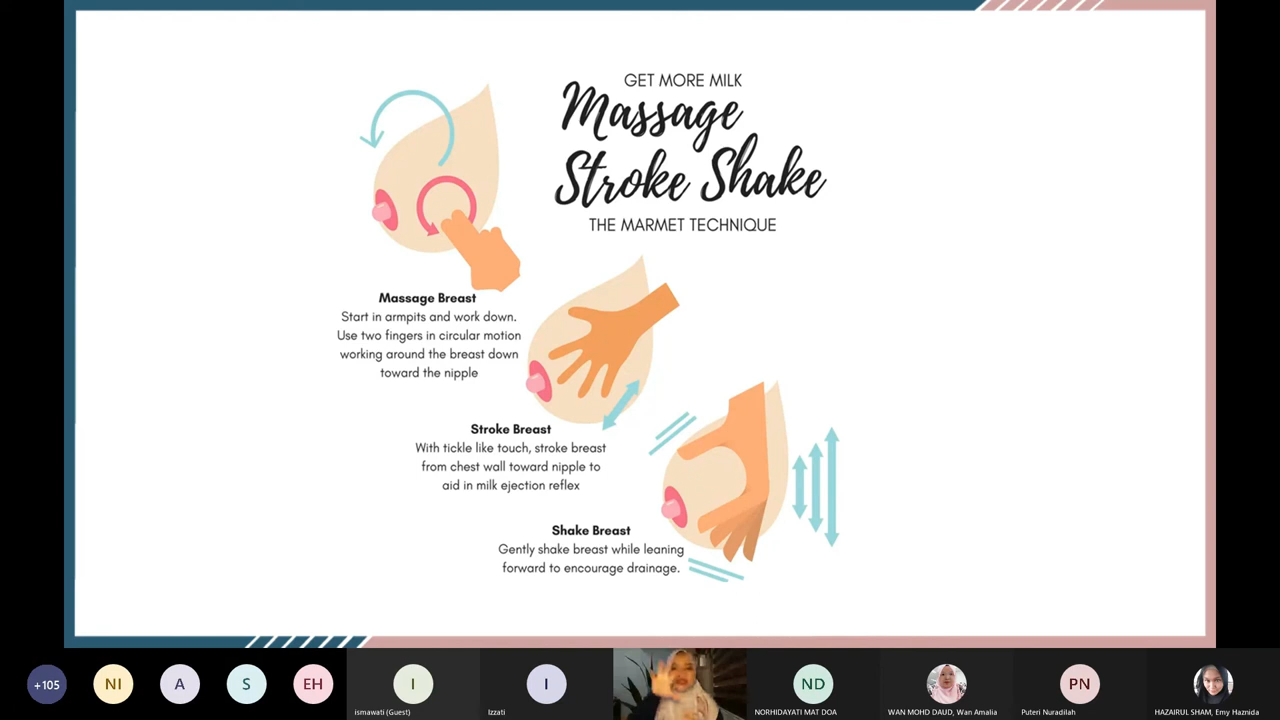 GET MORE MILK
Massage
Stroke Shake
THE MARMET TECHNIQUE
Massage Breast
Start in armpits and work down.
Use two fingers in circular motion
working around the breast down
toward the nipple
Stroke Breast
With tickle like touch, stroke breast
from chest wall toward nipple to
aid in milk ejection reflex
Shake Breast
Gently shake breast while leaning
forward to encourage drainage.
+105
NI
A
S
EH
I
ismawati (Guest)
I
Izzati
ND
NORHIDAYATI MAT DOA
WAN MOHD DAUD, Wan Amalia
PN
Puteri Nuradilah
HAZAIRUL SHAM, Emy Haznida